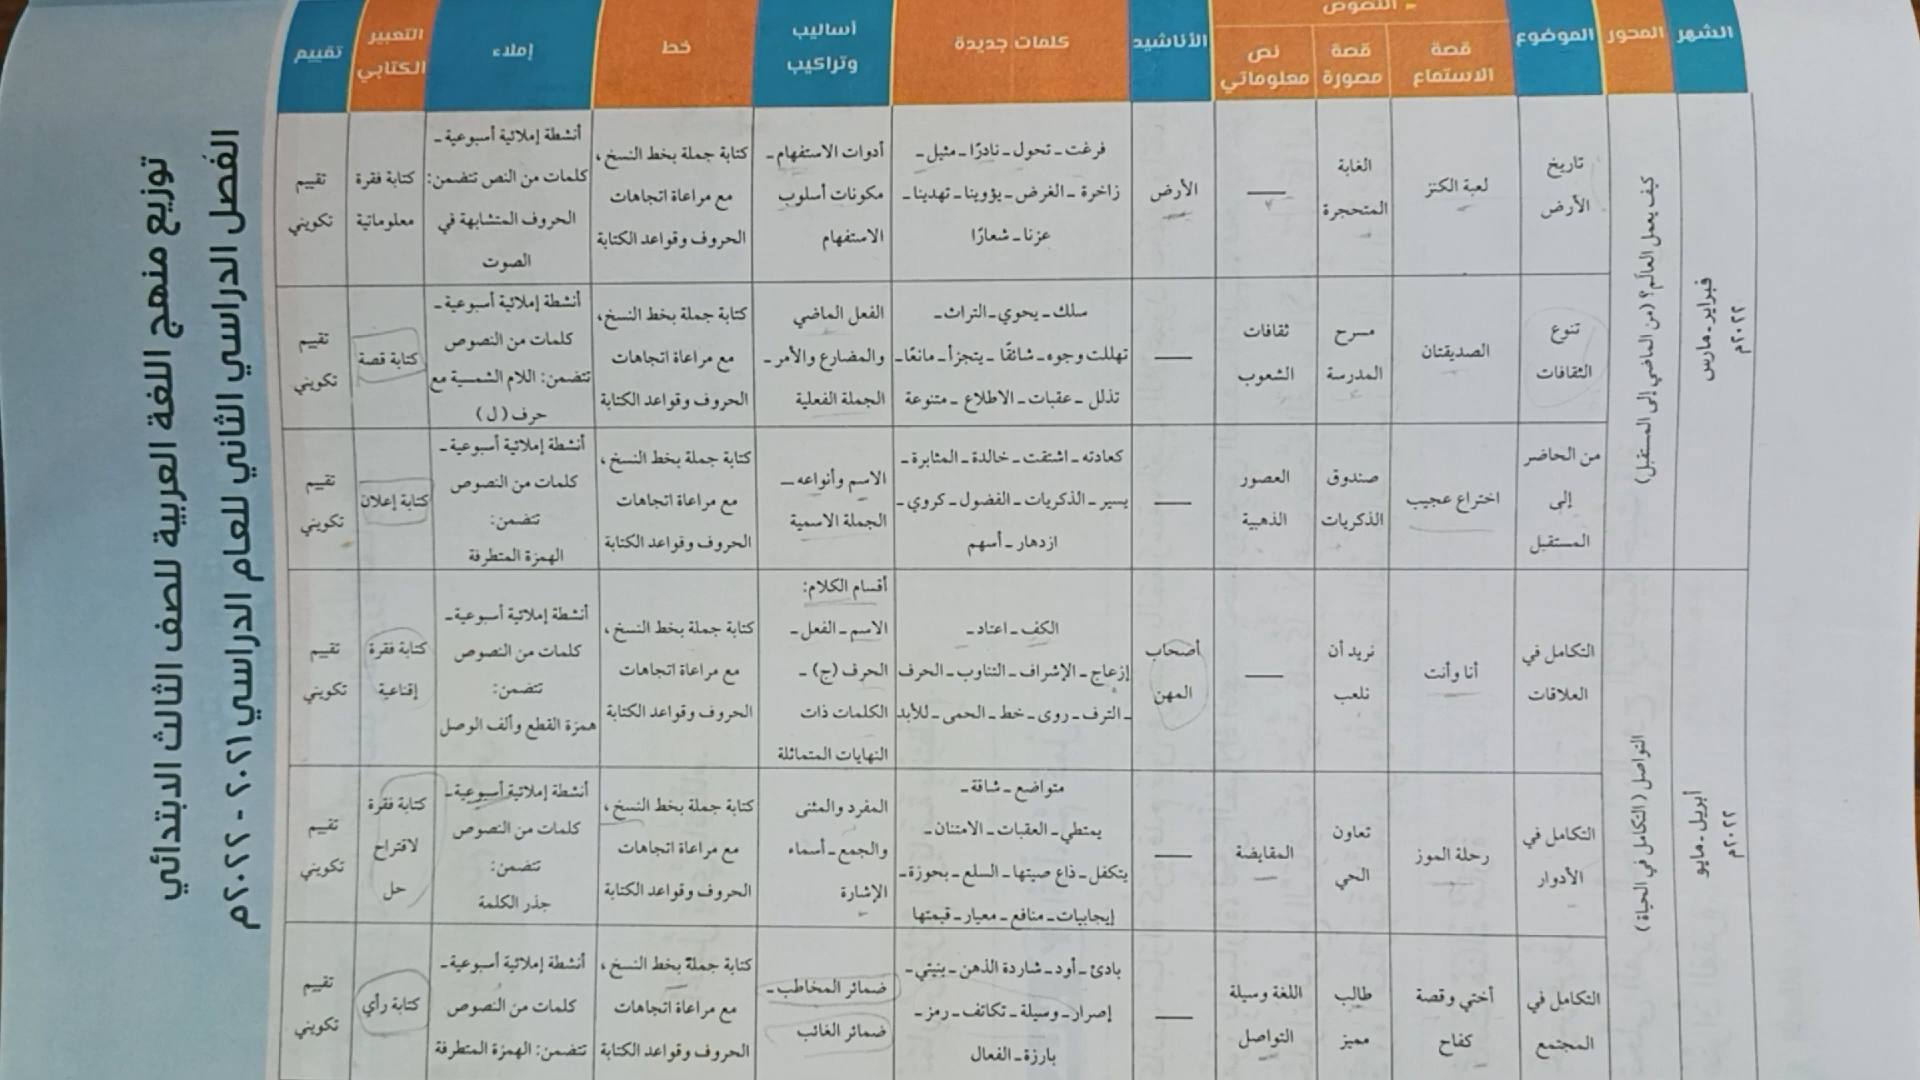 توزيع منهج اللغة العربية للصف الثالث الابتدائي
الفصل الدراسي الثاني للعام الدراسي ٢٠٢١ - ٢٠٢٢م
الشهر
المحور
الموضوع
النصوص
قصة
الاستماع
قصة
مصورة
نص
معلوماتي
الأناشيد
كلمات جديدة
أساليب
وتراكيب
خط
إملاء
التعبير
الكتابي
تقييم
فبراير ـ مارس
٢٠٢٢م
كيف يعمل العالَم؟ (من الماضي إلى المستقبل)
تاريخ
الأرض
لعبة الكنز
الغابة
المتحجرة
—
الأرض
فرغت ـ تحول ـ نادرًا ـ مثيل ـ
زاخرة ـ الغرض ـ يؤوينا ـ تهدينا ـ
عزنا ـ شعارًا
أدوات الاستفهام ـ
مكونات أسلوب
الاستفهام
كتابة جملة بخط النسخ،
مع مراعاة اتجاهات
الحروف وقواعد الكتابة
أنشطة إملائية أسبوعية ـ
كلمات من النص تتضمن:
الحروف المتشابهة في
الصوت
كتابة فقرة
معلوماتية
تقييم
تكويني
تنوع
الثقافات
الصديقتان
مسرح
المدرسة
ثقافات
الشعوب
—
سلك ـ يحوي ـ التراث ـ
تهللت وجوه ـ شائقًا ـ يتجزأ ـ مانعًا ـ
تذلل ـ عقبات ـ الاطلاع ـ متنوعة
الفعل الماضي
والمضارع والأمر ـ
الجملة الفعلية
كتابة جملة بخط النسخ،
مع مراعاة اتجاهات
الحروف وقواعد الكتابة
أنشطة إملائية أسبوعية ـ
كلمات من النصوص
تتضمن: اللام الشمسية مع
حرف (ل)
كتابة قصة
تقييم
تكويني
من الحاضر
إلى
المستقبل
اختراع عجيب
صندوق
الذكريات
العصور
الذهبية
—
كعادته ـ اشتقت ـ خالدة ـ المثابرة ـ
يسير ـ الذكريات ـ الفضول ـ كروي ـ
ازدهار ـ أسهم
الاسم وأنواعه ـ
الجملة الاسمية
كتابة جملة بخط النسخ،
مع مراعاة اتجاهات
الحروف وقواعد الكتابة
أنشطة إملائية أسبوعية ـ
كلمات من النصوص
تتضمن:
الهمزة المتطرفة
كتابة إعلان
تقييم
تكويني
أبريل ـ مايو
٢٠٢٢م
التواصل (التكامل في الحياة)
التكامل في
العلاقات
أنا وأنت
نريد أن
نلعب
—
أصحاب
المهن
الكف ـ اعتاد ـ
إزعاج ـ الإشراف ـ التناوب ـ الحرف
ـ الترف ـ روى ـ خط ـ الحمى ـ للأبد
أقسام الكلام:
الاسم ـ الفعل ـ
الحرف (ج) ـ
الكلمات ذات
النهايات المتماثلة
كتابة جملة بخط النسخ،
مع مراعاة اتجاهات
الحروف وقواعد الكتابة
أنشطة إملائية أسبوعية ـ
كلمات من النصوص
تتضمن:
همزة القطع وألف الوصل
كتابة فقرة
إقناعية
تقييم
تكويني
التكامل في
الأدوار
رحلة الموز
تعاون
الحي
المقايضة
—
متواضع ـ شاقة ـ
يمتطي ـ العقبات ـ الامتنان ـ
يتكفل ـ ذاع صيتها ـ السلع ـ بحوزة ـ
إيجابيات ـ منافع ـ معيار ـ قيمتها
المفرد والمثنى
والجمع ـ أسماء
الإشارة
كتابة جملة بخط النسخ،
مع مراعاة اتجاهات
الحروف وقواعد الكتابة
أنشطة إملائية أسبوعية ـ
كلمات من النصوص
تتضمن:
جذر الكلمة
كتابة فقرة
لاقتراح
حل
تقييم
تكويني
التكامل في
المجتمع
أختي وقصة
كفاح
طالب
مميز
اللغة وسيلة
التواصل
—
بادئ ـ أود ـ شاردة الذهن ـ ينيتي ـ
إصرار ـ وسيلة ـ تكاتف ـ رمز ـ
بارزة ـ الفعال
ضمائر المخاطب ـ
ضمائر الغائب
كتابة جملة بخط النسخ،
مع مراعاة اتجاهات
الحروف وقواعد الكتابة
أنشطة إملائية أسبوعية ـ
كلمات من النصوص
تتضمن: الهمزة المتطرفة
كتابة رأي
تقييم
تكويني